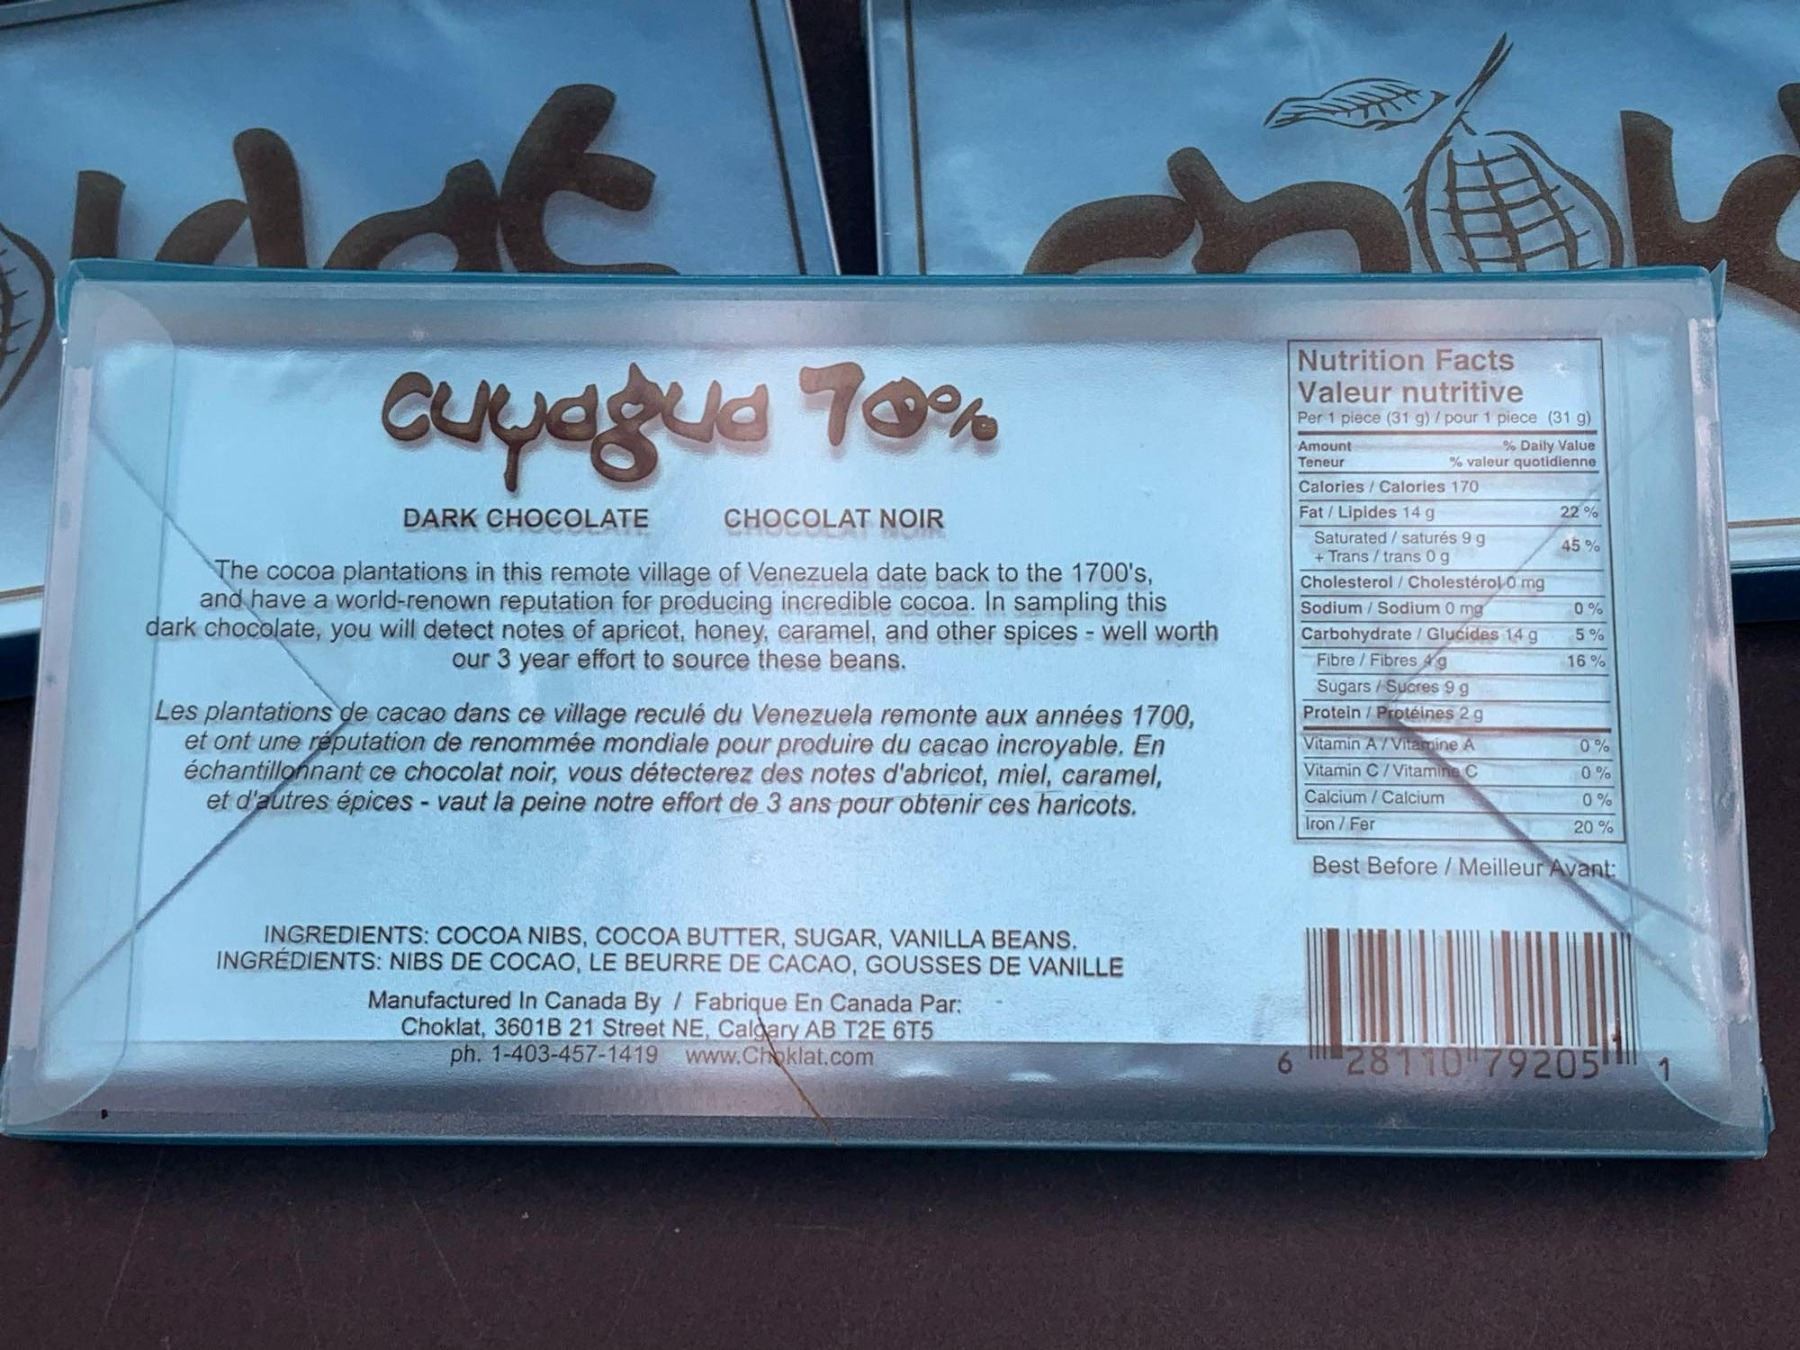 klat
chok
cuyagua 70%
DARK CHOCOLATE CHOCOLAT NOIR
The cocoa plantations in this remote village of Venezuela date back to the 1700's,
and have a world-renown reputation for producing incredible cocoa. In sampling this
dark chocolate, you will detect notes of apricot, honey, caramel, and other spices - well worth
our 3 year effort to source these beans.
Les plantations de cacao dans ce village reculé du Venezuela remonte aux années 1700,
et ont une réputation de renommée mondiale pour produire du cacao incroyable. En
échantillonnant ce chocolat noir, vous détecterez des notes d'abricot, miel, caramel,
et d'autres épices - vaut la peine notre effort de 3 ans pour obtenir ces haricots.
INGREDIENTS: COCOA NIBS, COCOA BUTTER, SUGAR, VANILLA BEANS.
INGRÉDIENTS: NIBS DE COCAO, LE BEURRE DE CACAO, GOUSSES DE VANILLE
Manufactured In Canada By / Fabrique En Canada Par:
Choklat, 3601B 21 Street NE, Calgary AB T2E 6T5
ph. 1-403-457-1419 www.Choklat.com
Nutrition Facts
Valeur nutritive
Per 1 piece (31 g) / pour 1 piece (31 g)
Amount % Daily Value
Teneur % valeur quotidienne
Calories / Calories 170
Fat / Lipides 14 g 22 %
Saturated / saturés 9 g
+ Trans / trans 0 g 45 %
Cholesterol / Cholestérol 0 mg
Sodium / Sodium 0 mg 0 %
Carbohydrate / Glucides 14 g 5 %
Fibre / Fibres 4 g 16 %
Sugars / Sucres 9 g
Protein / Protéines 2 g
Vitamin A / Vitamine A 0 %
Vitamin C / Vitamine C 0 %
Calcium / Calcium 0 %
Iron / Fer 20 %
Best Before / Meilleur Avant:
6 28110 79205 1